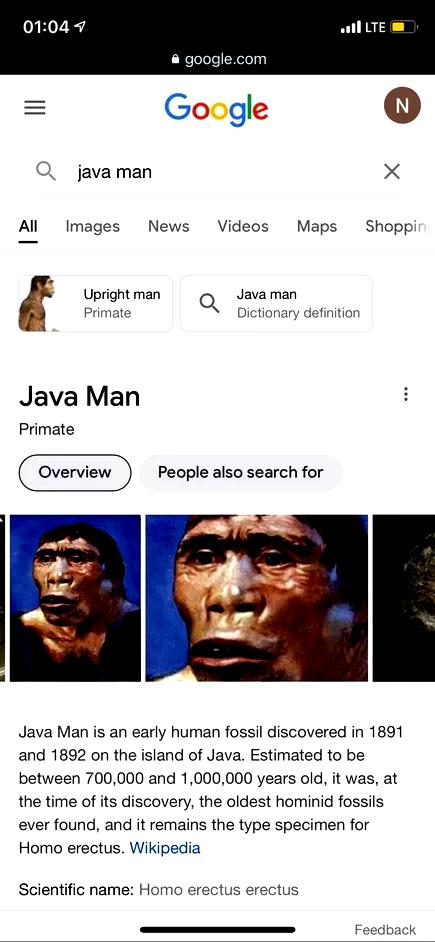 01:04 LTE
google.com
Google N
java man
All Images News Videos Maps Shoppin
Upright man
Primate
Java man
Dictionary definition
Java Man
Primate
Overview People also search for
Java Man is an early human fossil discovered in 1891
and 1892 on the island of Java. Estimated to be
between 700,000 and 1,000,000 years old, it was, at
the time of its discovery, the oldest hominid fossils
ever found, and it remains the type specimen for
Homo erectus. Wikipedia
Scientific name: Homo erectus erectus
Feedback